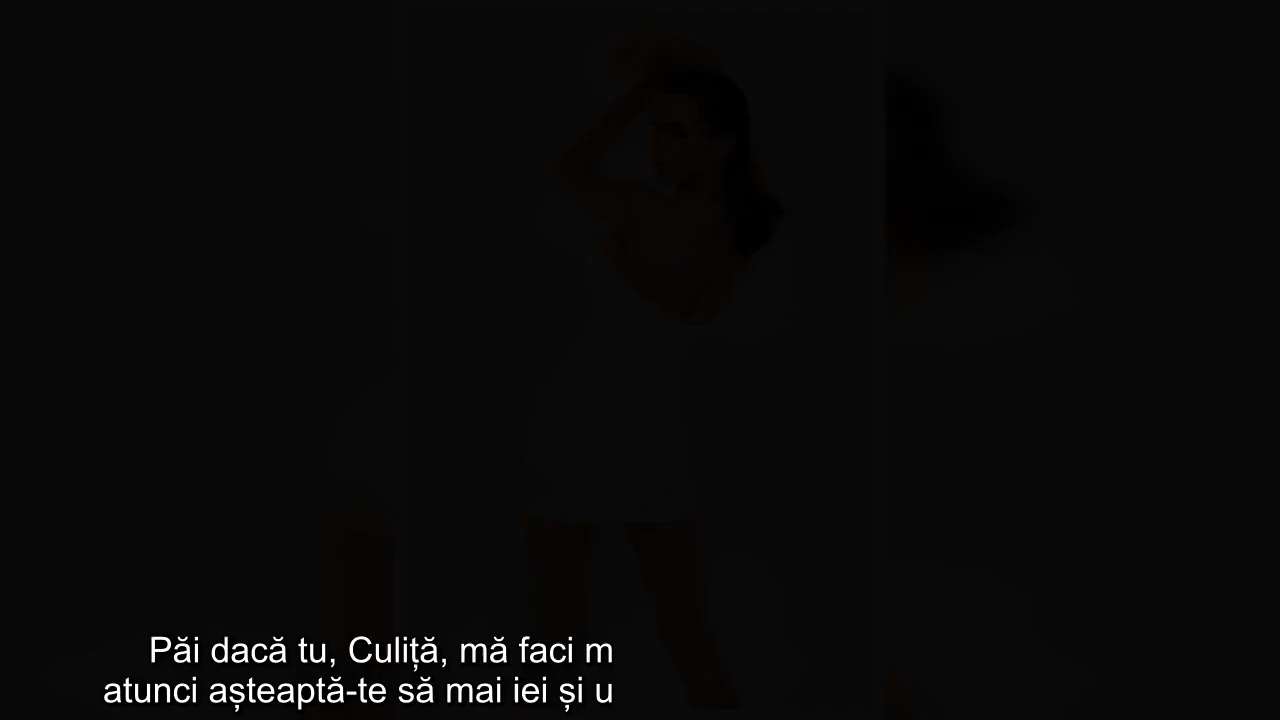 Păi dacă tu, Culiță, mă faci m
atunci așteaptă-te să mai iei și u